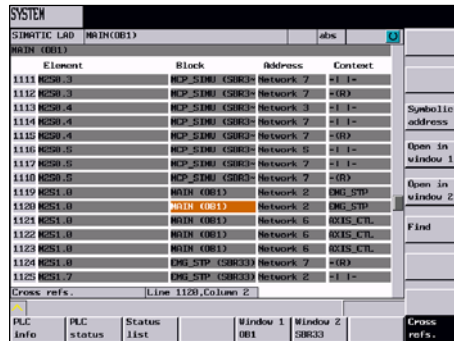 SYSTEM
SIMATIC LAD MAIN(OB1) abs
MAIN (OB1)
Element Block Address Context
1111 M250.3 MCP_SIMU (SBR3~ Network 7 -| |-
1112 M250.3 MCP_SIMU (SBR3~ Network 7 -(R)
1113 M250.4 MCP_SIMU (SBR3~ Network 3 -| |-
1114 M250.4 MCP_SIMU (SBR3~ Network 7 -| |-
1115 M250.4 MCP_SIMU (SBR3~ Network 7 -(R)
1116 M250.5 MCP_SIMU (SBR3~ Network 5 -| |-
1117 M250.5 MCP_SIMU (SBR3~ Network 7 -| |-
1118 M250.5 MCP_SIMU (SBR3~ Network 7 -(R)
1119 M251.0 MAIN (OB1) Network 2 EMG_STP
1120 M251.0 MAIN (OB1) Network 2 EMG_STP
1121 M251.0 MAIN (OB1) Network 6 AXIS_CTL
1122 M251.0 MAIN (OB1) Network 6 AXIS_CTL
1123 M251.0 MAIN (OB1) Network 6 AXIS_CTL
1124 M251.0 EMG_STP (SBR33) Network 7 -(R)
1125 M251.7 EMG_STP (SBR33) Network 2 -| |-
Cross refs. Line 1120,Column 2
Symbolic
address
Open in
window 1
Open in
window 2
Find
PLC
info
PLC
status
Status
list
Window 1
OB1
Window 2
SBR33
Cross
refs.